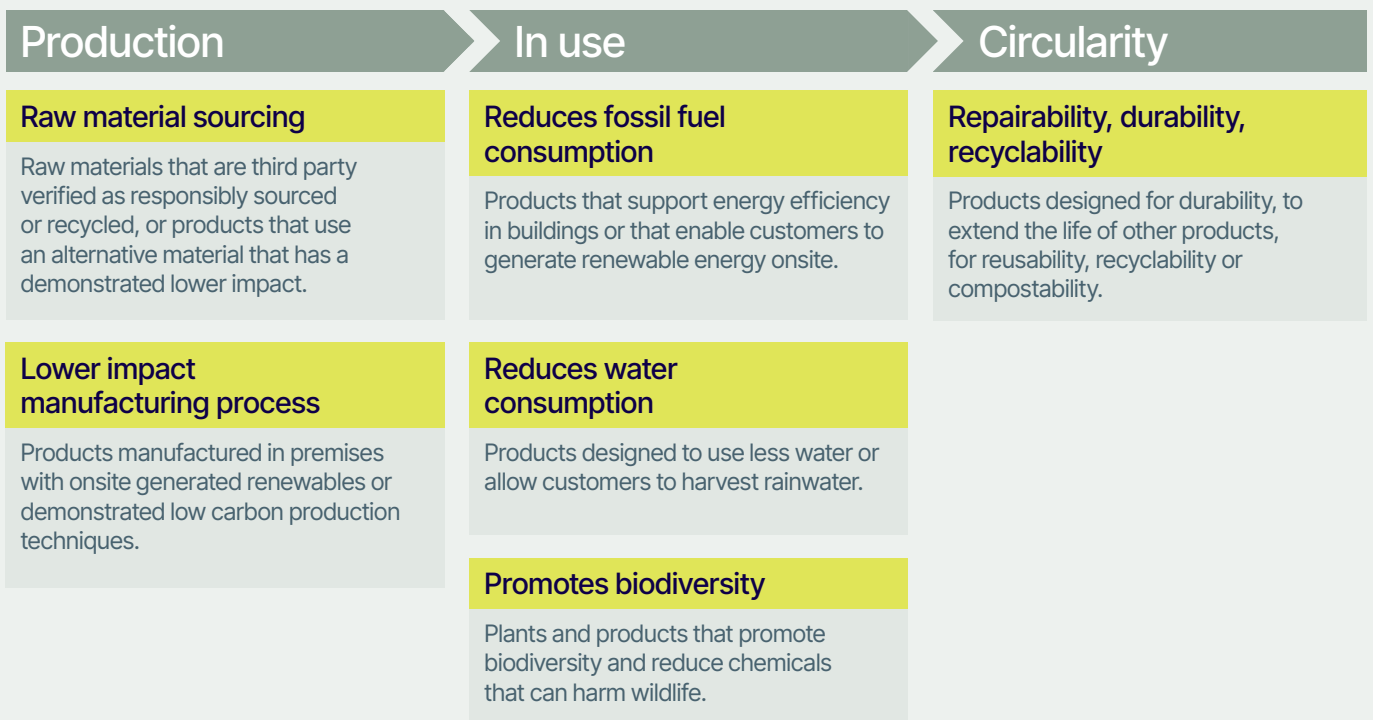 Production
In use
Circularity
Raw material sourcing
Raw materials that are third party
verified as responsibly sourced
or recycled, or products that use
an alternative material that has a
demonstrated lower impact.
Lower impact
manufacturing process
Products manufactured in premises
with onsite generated renewables or
demonstrated low carbon production
techniques.
Reduces fossil fuel
consumption
Products that support energy efficiency
in buildings or that enable customers to
generate renewable energy onsite.
Reduces water
consumption
Products designed to use less water or
allow customers to harvest rainwater.
Promotes biodiversity
Plants and products that promote
biodiversity and reduce chemicals
that can harm wildlife.
Repairability, durability,
recyclability
Products designed for durability, to
extend the life of other products,
for reusability, recyclability or
compostability.